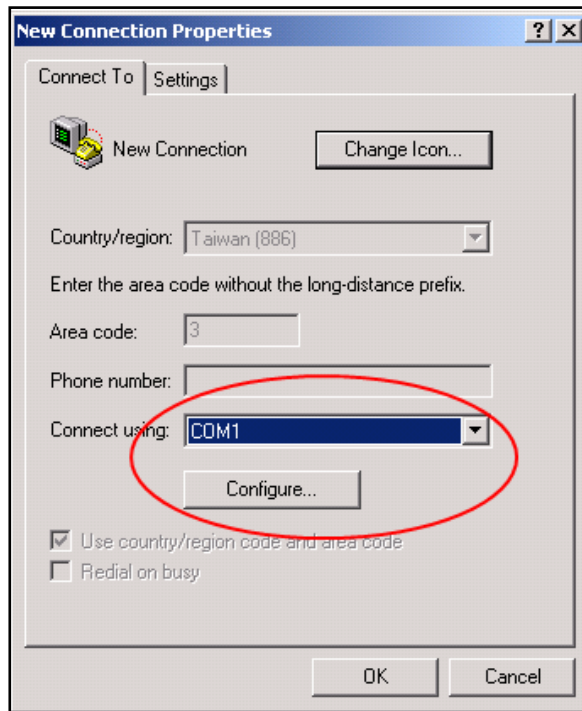 New Connection Properties
Connect To Settings
New Connection Change Icon...
Country/region: Taiwan (886)
Enter the area code without the long-distance prefix.
Area code: 3
Phone number:
Connect using: COM1
Configure...
Use country/region code and area code
Redial on busy
OK Cancel